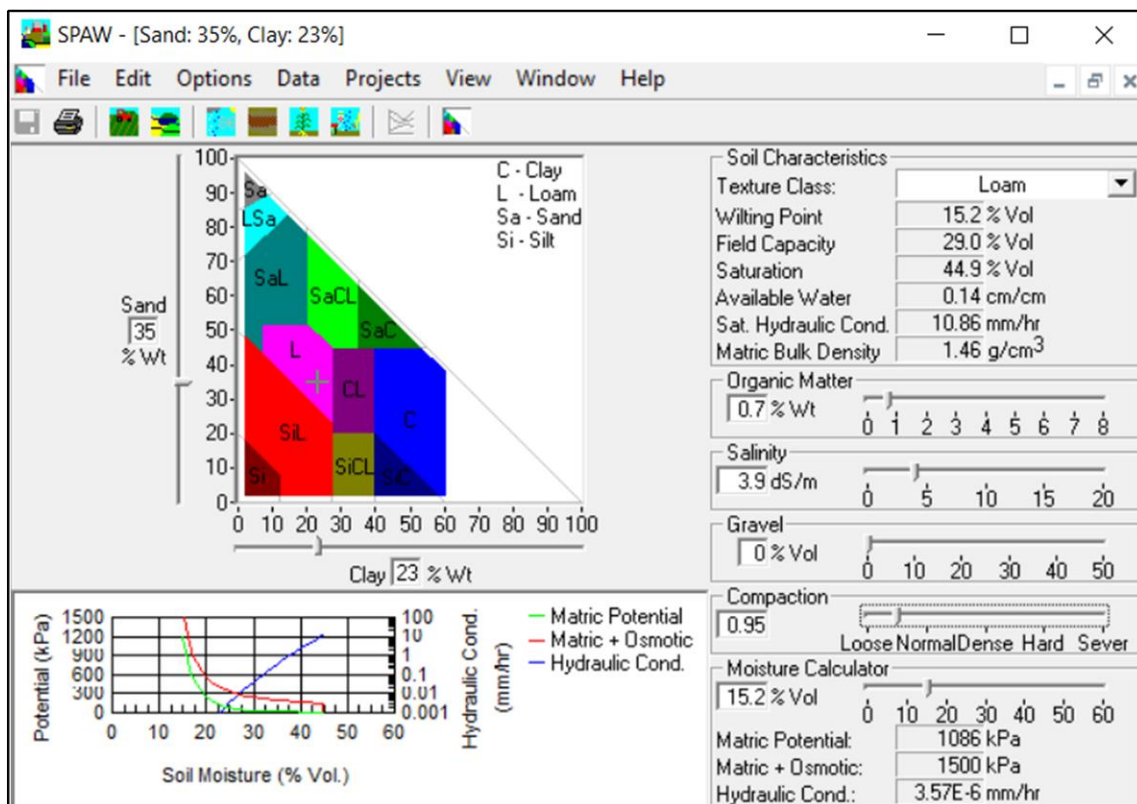 SPAW - [Sand: 35%, Clay: 23%]
File Edit Options Data Projects View Window Help
Sand
35
% Wt
100
90
80
70
60
50
40
30
20
10
0
C - Clay
L - Loam
Sa - Sand
Si - Silt
Sa
LSa
SaL
SaCL
SaC
L
CL
C
SiL
SiCL
SiC
Si
0 10 20 30 40 50 60 70 80 90 100
Clay 23 % Wt
Soil Characteristics
Texture Class: Loam
Wilting Point 15.2 % Vol
Field Capacity 29.0 % Vol
Saturation 44.9 % Vol
Available Water 0.14 cm/cm
Sat. Hydraulic Cond. 10.86 mm/hr
Matric Bulk Density 1.46 g/cm3
Organic Matter
0.7 % Wt
0 1 2 3 4 5 6 7 8
Salinity
3.9 dS/m
0 5 10 15 20
Gravel
0 % Vol
0 10 20 30 40 50
Compaction
0.95
Loose Normal Dense Hard Sever
Moisture Calculator
15.2 % Vol
0 10 20 30 40 50 60
Matric Potential: 1086 kPa
Matric + Osmotic: 1500 kPa
Hydraulic Cond.: 3.57E-6 mm/hr
Potential (kPa)
1500
1200
900
600
300
0
100
10
1
0.1
0.01
0.001
Hydraulic Cond.
(mm/hr)
0 10 20 30 40 50 60
Soil Moisture (% Vol.)
Matric Potential
Matric + Osmotic
Hydraulic Cond.